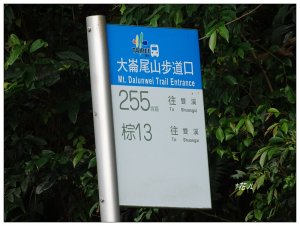 大崙尾山步道口
Mt. Dalunwei Trail Entrance
255 往 雙溪
To Shuangxi
棕13 往 雙溪
To Shuangxi